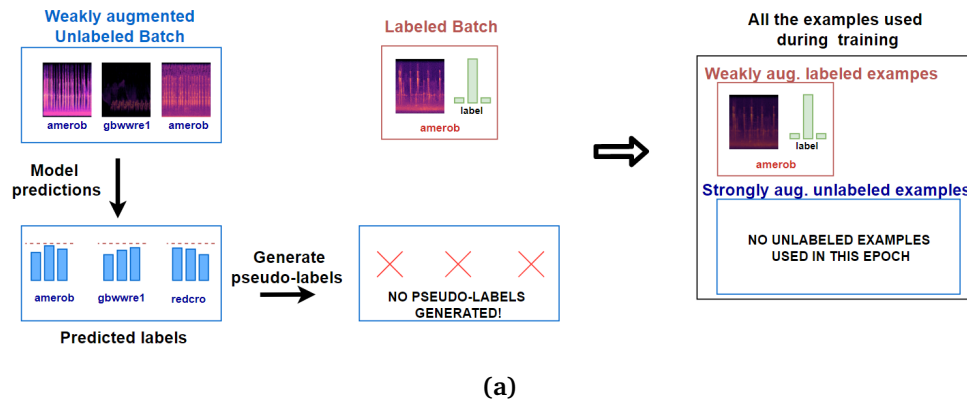 Weakly augmented
Unlabeled Batch
amerob
gbwwre1
amerob
Model
predictions
amerob
gbwwre1
redcro
Predicted labels
Generate
pseudo-labels
NO PSEUDO-LABELS
GENERATED!
Labeled Batch
label
amerob
All the examples used
during training
Weakly aug. labeled exampes
label
amerob
Strongly aug. unlabeled examples
NO UNLABELED EXAMPLES
USED IN THIS EPOCH
(a)